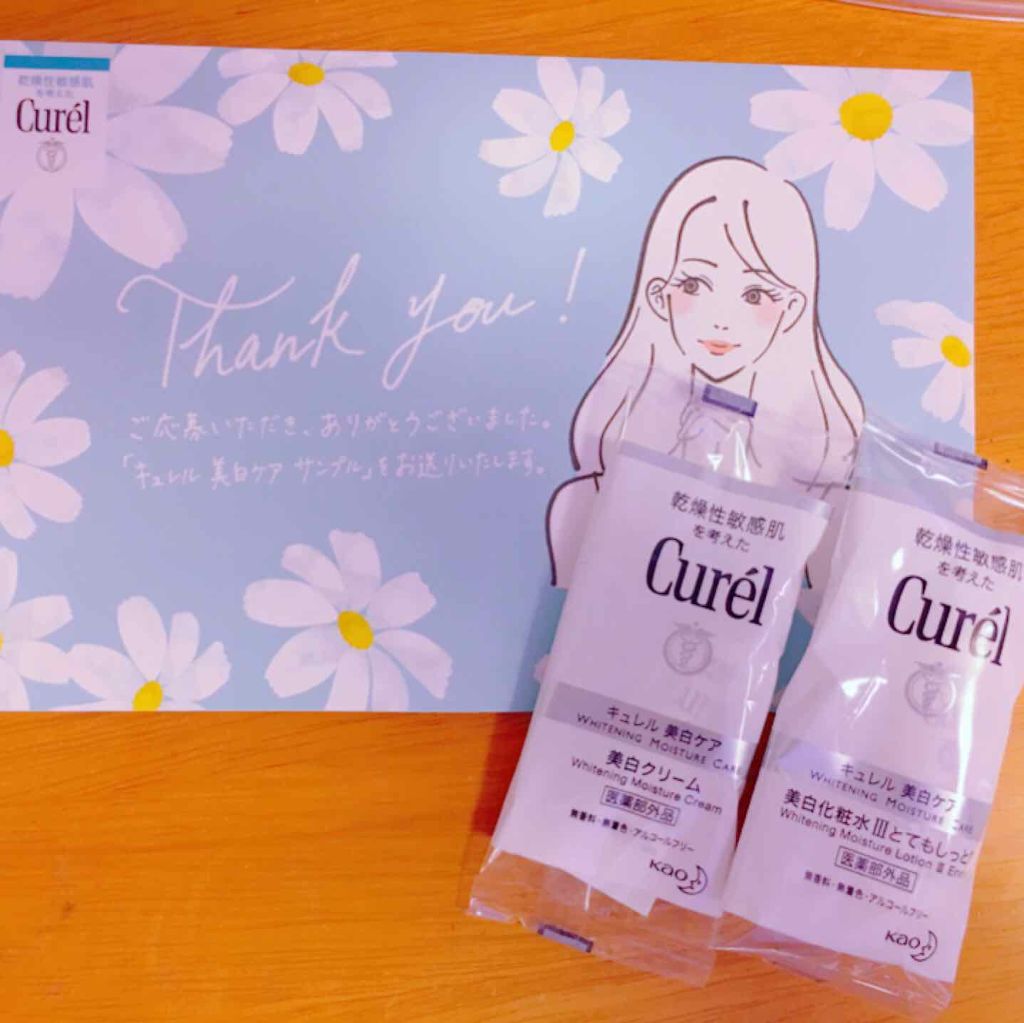 乾燥性敏感肌
を考えた
Curél
Thank you!
ご応募いただき、ありがとうございました。
「キュレル 美白ケア サンプル」をお送りいたします。
乾燥性敏感肌
を考えた
Curél
キュレル 美白ケア
WHITENING MOISTURE CARE
美白クリーム
Whitening Moisture Cream
医薬部外品
無香料・無着色・アルコールフリー
Kao
乾燥性敏感肌
を考えた
Curél
キュレル 美白ケア
WHITENING MOISTURE CARE
美白化粧水 III とてもしっと
Whitening Moisture Lotion III
医薬部外品
無香料・無着色・アルコールフリー
Kao